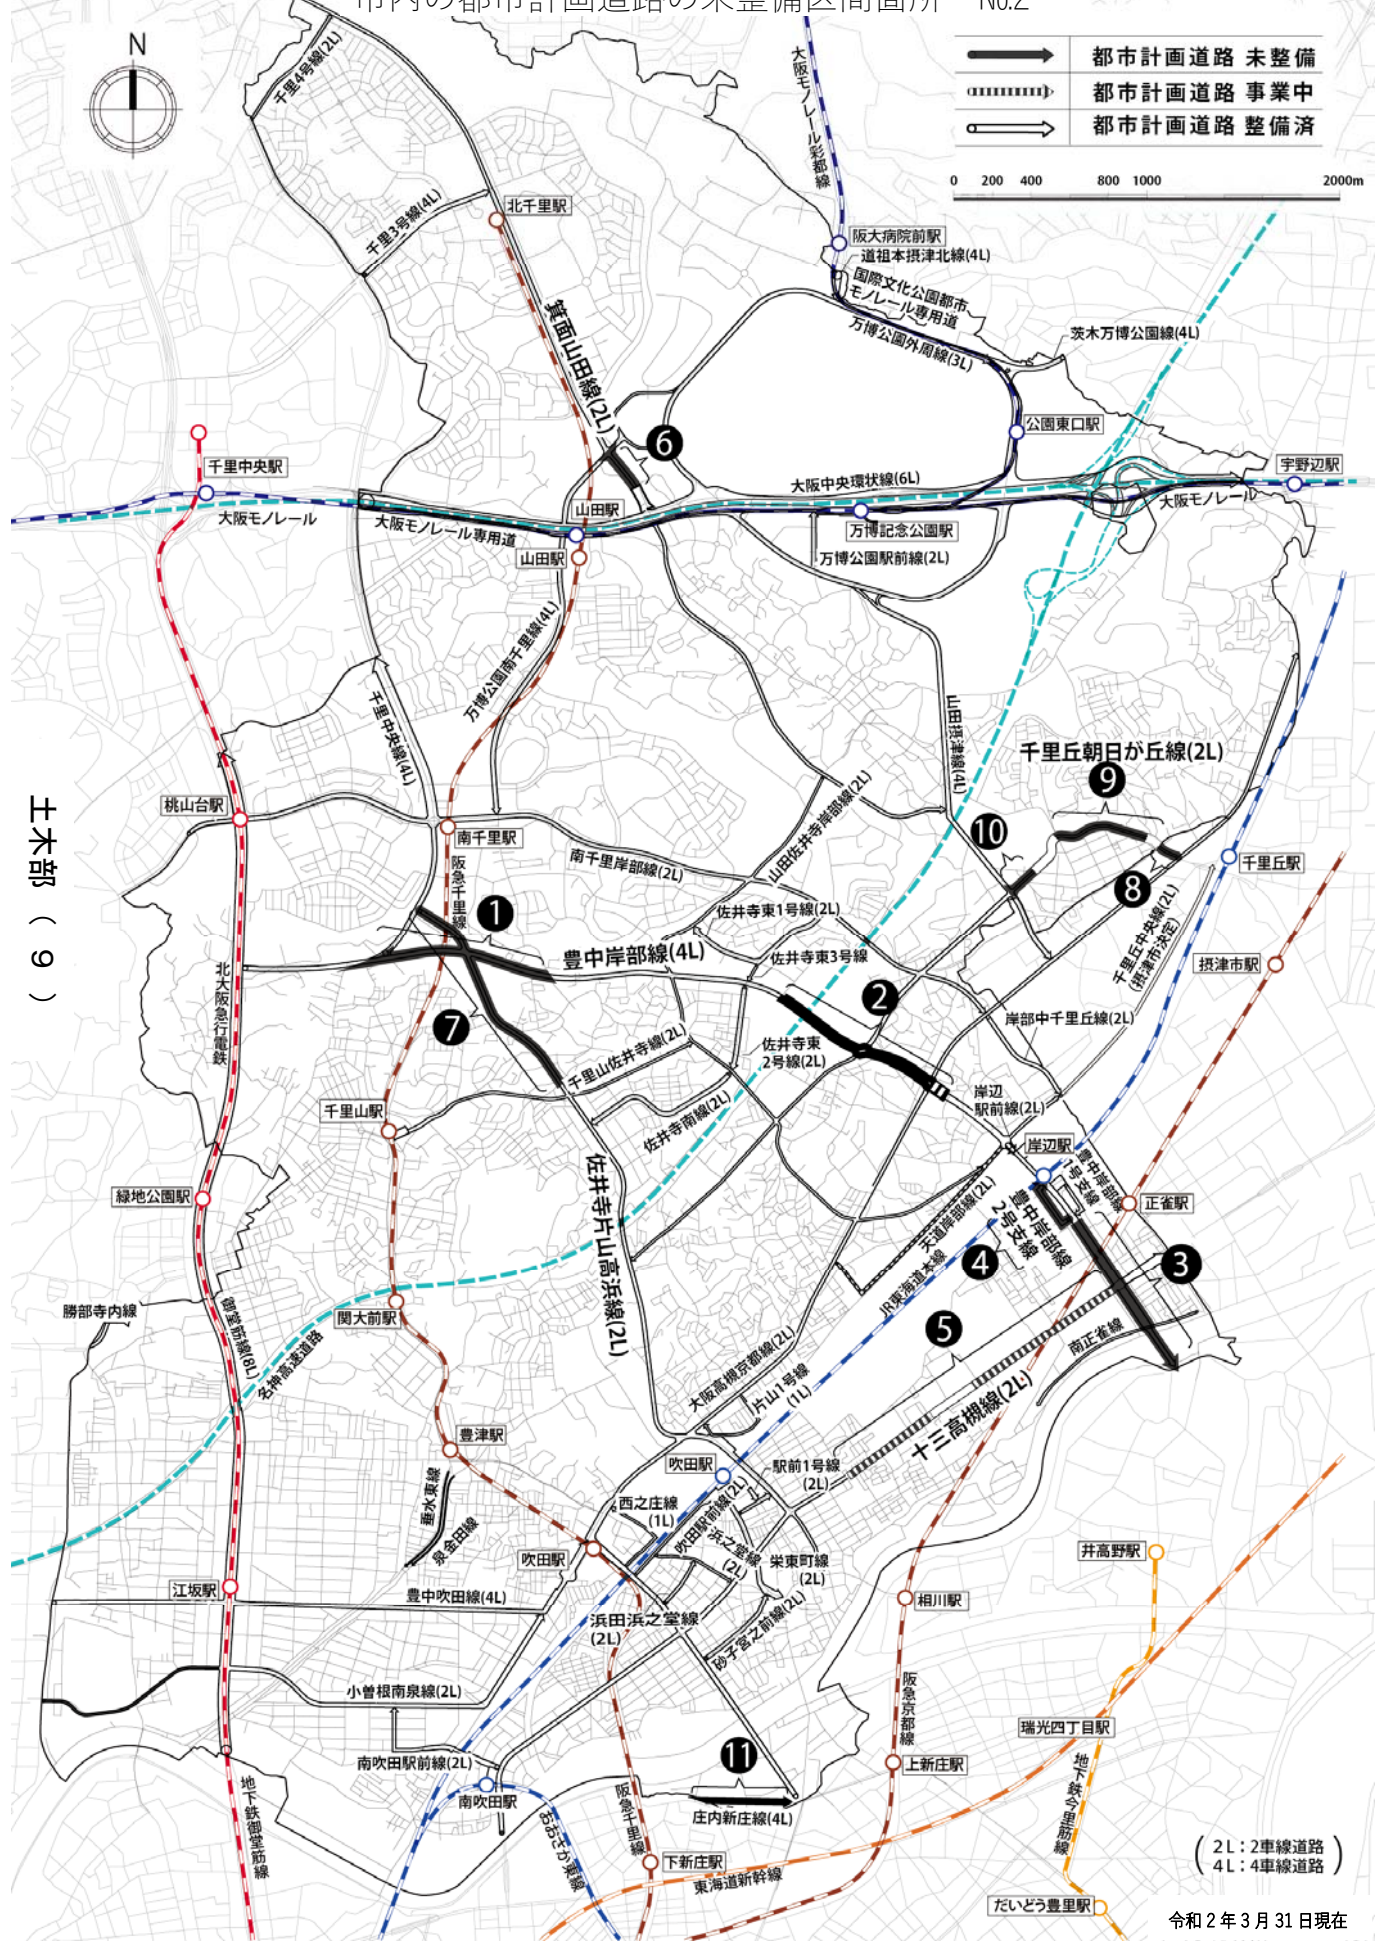 市内の都市計画道路の未整備区間箇所 No.2
N
都市計画道路 未整備
都市計画道路 事業中
都市計画道路 整備済
0 200 400 800 1000 2000m
千里4号線(2L)
大阪モノレール彩都線
千里3号線(4L)
北千里駅
阪大病院前駅
道祖本摂津北線(4L)
国際文化公園都市
モノレール専用道
万博公園外周線(3L)
茨木万博公園線(4L)
箕面山田線(2L)
6
公園東口駅
千里中央駅
宇野辺駅
大阪中央環状線(6L)
大阪モノレール
大阪モノレール
大阪モノレール専用道
山田駅
万博記念公園駅
山田駅
万博公園駅前線(2L)
万博公園南千里線(4L)
千里中央線(4L)
山田摂津線(4L)
千里丘朝日が丘線(2L)
9
桃山台駅
南千里駅
山田佐井寺岸部線(2L)
10
千里丘駅
南千里岸部線(2L)
8
阪急千里線
土木部(9)
1
佐井寺東1号線(2L)
千里丘中央線(2L)
(摂津市決定)
豊中岸部線(4L)
佐井寺東3号線
摂津市駅
北大阪急行電鉄
2
7
岸部中千里丘線(2L)
佐井寺東
2号線(2L)
千里山佐井寺線(2L)
岸辺
駅前線(2L)
千里山駅
佐井寺南線(2L)
岸辺駅
豊中岸部線
1号支線
緑地公園駅
佐井寺片山高浜線(2L)
天道岸部線(2L)
豊中岸部線
2号支線
正雀駅
4
3
JR東海道本線
勝部寺内線
関大前駅
御堂筋線(8L)
名神高速道路
5
南正雀線
大阪高槻京都線(2L)
片山1号線
(1L)
十三高槻線(2L)
豊津駅
吹田駅
駅前1号線
(2L)
垂水東線
西之庄線
(1L)
吹田駅前線(2L)
泉金田線
浜之堂線
(2L)
栄東町線
(2L)
吹田駅
井高野駅
江坂駅
豊中吹田線(4L)
相川駅
浜田浜之堂線
(2L)
砂子宮之前線(2L)
小曽根南泉線(2L)
阪急京都線
瑞光四丁目駅
11
南吹田駅前線(2L)
上新庄駅
南吹田駅
庄内新庄線(4L)
地下鉄御堂筋線
おおさか東線
阪急千里線
地下鉄今里筋線
下新庄駅
東海道新幹線
2L:2車線道路
4L:4車線道路
だいどう豊里駅
令和2年3月31日現在